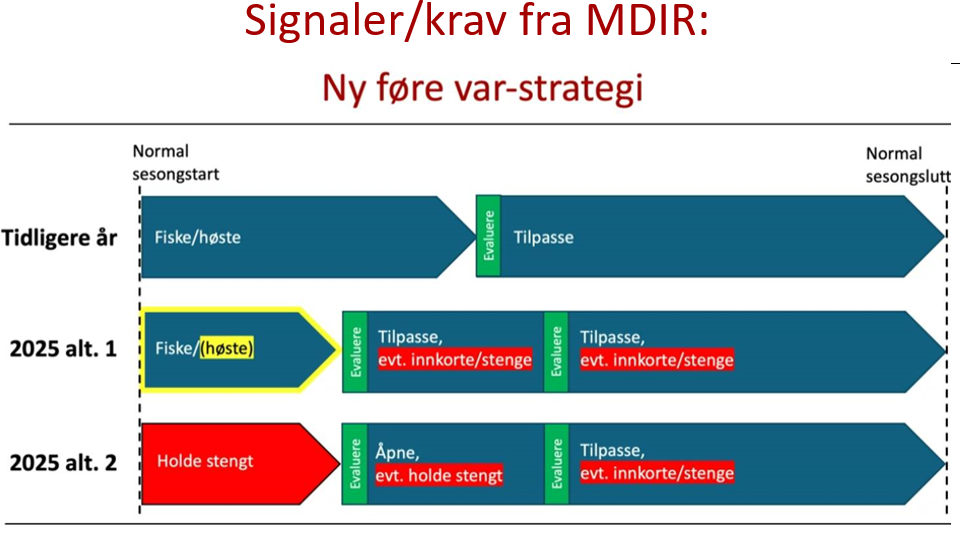 Signaler/krav fra MDIR:
Ny føre var-strategi
Normal
sesongstart
Normal
sesongslutt
Tidligere år
Fiske/høste
Evaluere
Tilpasse
2025 alt. 1
Fiske/(høste)
Evaluere
Tilpasse,
evt. innkorte/stenge
Evaluere
Tilpasse,
evt. innkorte/stenge
2025 alt. 2
Holde stengt
Evaluere
Åpne,
evt. holde stengt
Evaluere
Tilpasse,
evt. innkorte/stenge